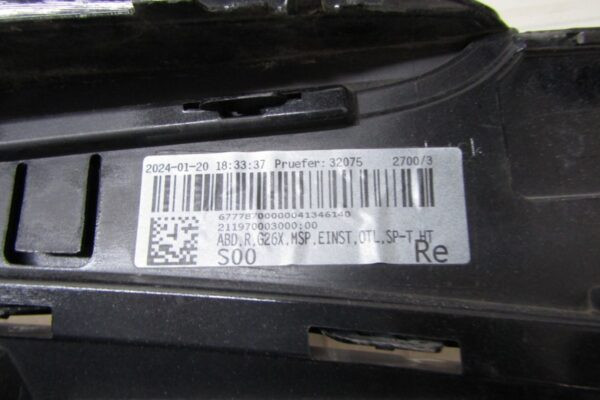 2024-01-20 18:33:37 Pruefer: 32075 2700/3
67778700000041346140
211970003000;00
ABD,R,G26X,MSP,EINST,OTL,SP-T,HT
S00 Re